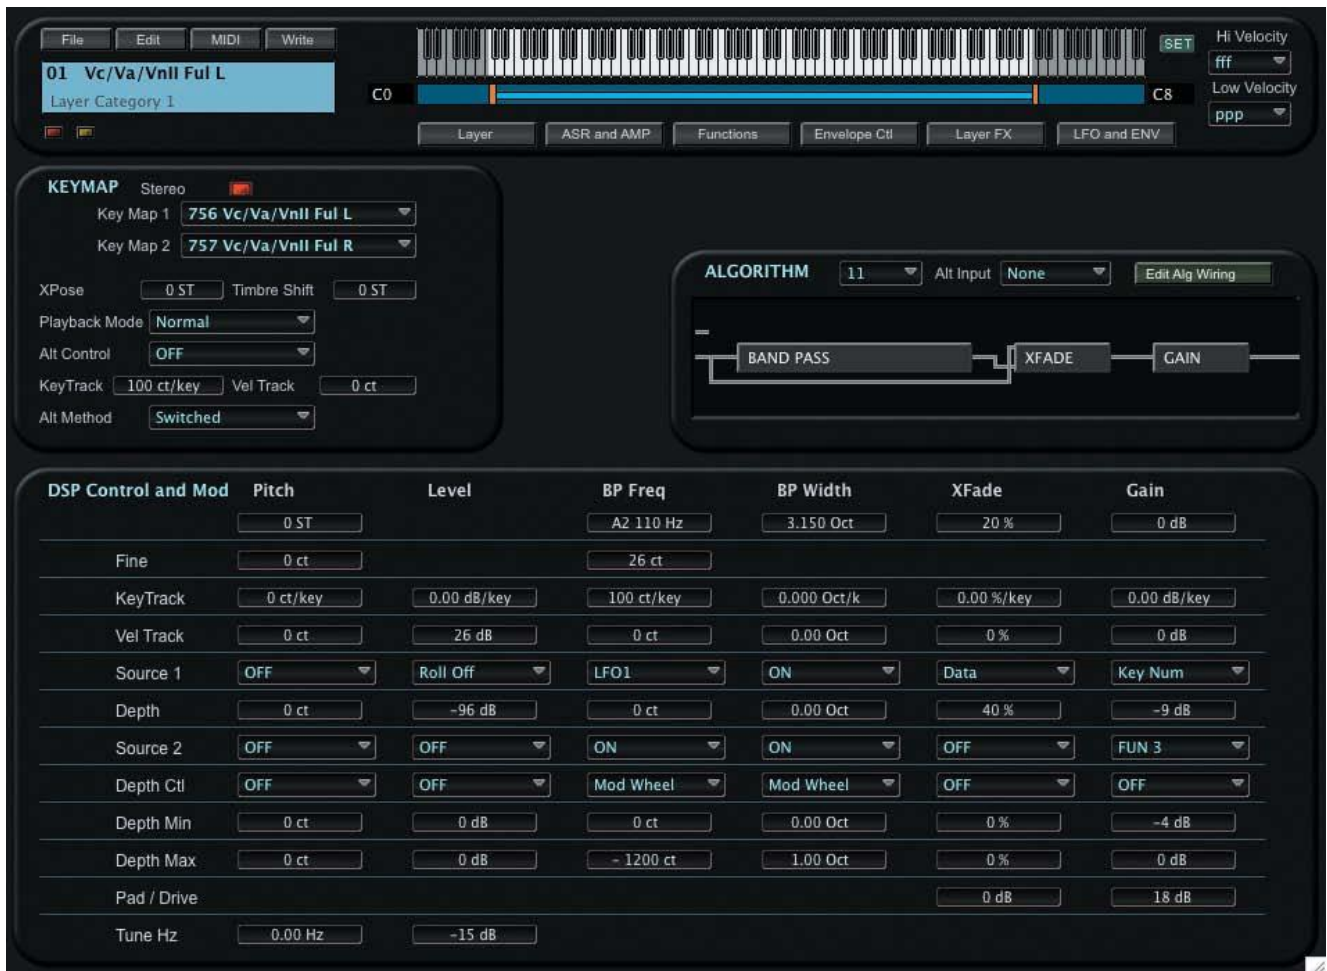 File Edit MIDI Write
SET Hi Velocity
01 Vc/Va/VnII Ful L
fff
Layer Category 1
C0 C8 Low Velocity
ppp
Layer ASR and AMP Functions Envelope Ctl Layer FX LFO and ENV
KEYMAP Stereo
Key Map 1 756 Vc/Va/VnII Ful L
Key Map 2 757 Vc/Va/VnII Ful R
XPose 0 ST Timbre Shift 0 ST
Playback Mode Normal
Alt Control OFF
KeyTrack 100 ct/key Vel Track 0 ct
Alt Method Switched
ALGORITHM 11 Alt Input None Edit Alg Wiring
BAND PASS XFADE GAIN
DSP Control and Mod Pitch Level BP Freq BP Width XFade Gain
0 ST A2 110 Hz 3.150 Oct 20 % 0 dB
Fine 0 ct 26 ct
KeyTrack 0 ct/key 0.00 dB/key 100 ct/key 0.000 Oct/k 0.00 %/key 0.00 dB/key
Vel Track 0 ct 26 dB 0 ct 0.00 Oct 0 % 0 dB
Source 1 OFF Roll Off LFO1 ON Data Key Num
Depth 0 ct -96 dB 0 ct 0.00 Oct 40 % -9 dB
Source 2 OFF OFF ON ON OFF FUN 3
Depth Ctl OFF OFF Mod Wheel Mod Wheel OFF OFF
Depth Min 0 ct 0 dB 0 ct 0.00 Oct 0 % -4 dB
Depth Max 0 ct 0 dB - 1200 ct 1.00 Oct 0 % 0 dB
Pad / Drive 0 dB 18 dB
Tune Hz 0.00 Hz -15 dB